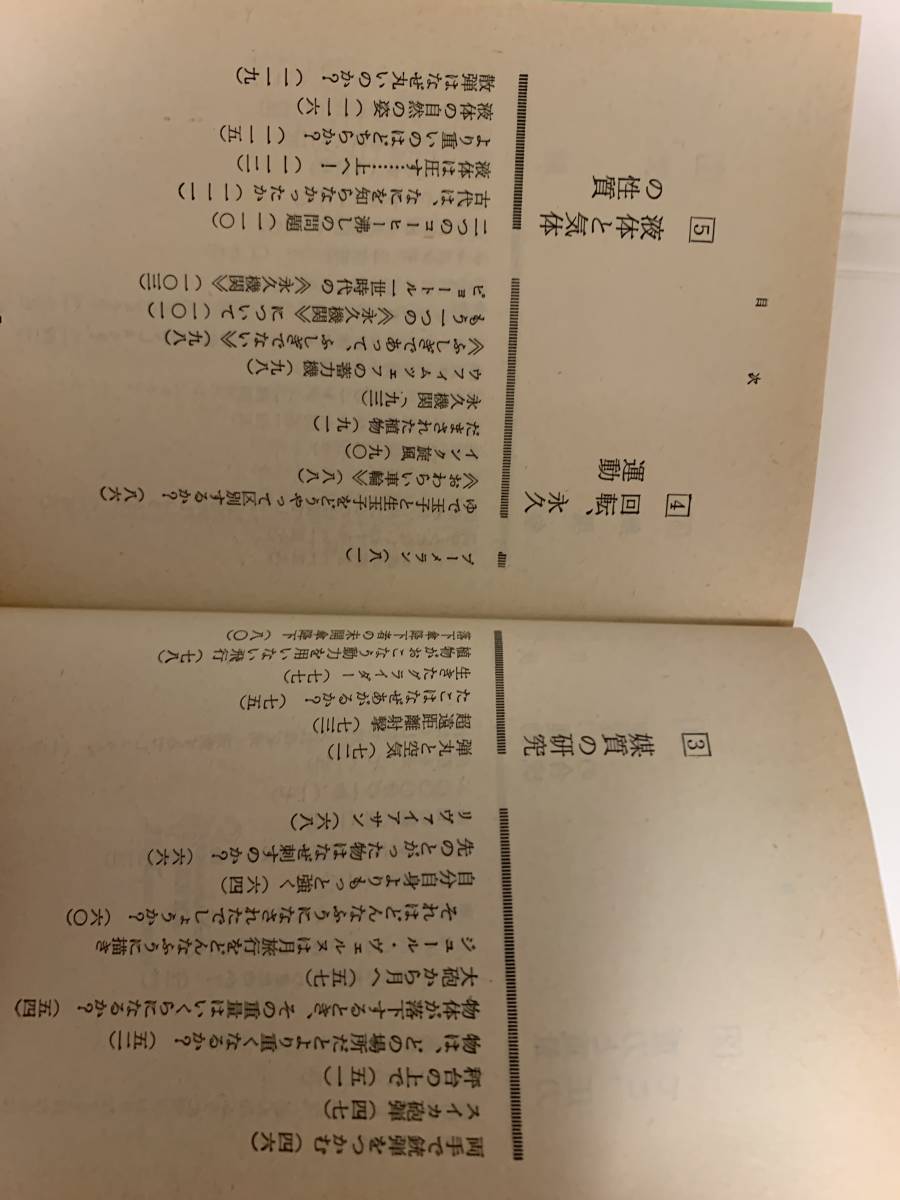 両手で銃弾をつかむ(四六)
スイカ砲弾(四七)
秤台の上で(五一)
物は、どの場所だとより重くなるか?(五二)
物体が落下するとき、その重量はいくらになるか?(五四)
大砲から月へ(五七)
ジュール・ヴェルヌは月旅行をどんなふうに描き
それはどんなふうになされたでしょうか?(六〇)
自分自身よりもっと強く(六四)
先のとがった物はなぜ刺すのか?(六六)
リヴァイアサン(六八)
3 媒質の研究
弾丸と空気(七二)
超遠距離射撃(七三)
たこはなぜあがるか?(七五)
生きたグライダー(七七)
植物がおこなう動力を用いない飛行(七八)
落下傘降下者の未開傘降下(八〇)
ブーメラン(八一)
4 回転、永久
運動
ゆで玉子と生玉子をどうやって区別するか?(八六)
《おわらい車輪》(八八)
インク旋風(九〇)
だまされた植物(九一)
永久機関(九三)
ウフィムツェフの蓄力機(九八)
《ふしぎであって、ふしぎでない》(九八)
もう一つの《永久機関》について(一〇一)
ピョートル一世時代の《永久機関》(一〇三)
目次
5 液体と気体
の性質
二つのコーヒー沸しの問題(一一〇)
古代は、なにを知らなかったか(一一一)
液体は圧す……上へ!(一一三)
より重いのはどちらか?(一一五)
液体の自然の姿(一一六)
散弾はなぜ丸いのか?(一一九)